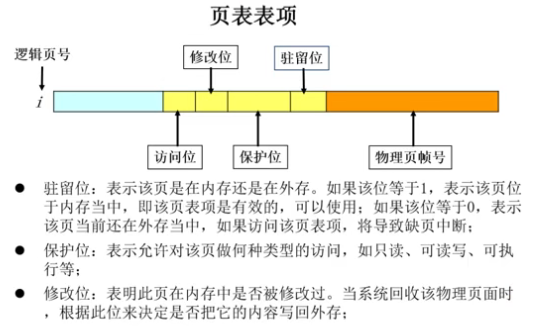 页表表项
逻辑页号
修改位
驻留位
i
访问位
保护位
物理页帧号
● 驻留位：表示该页是在内存还是在外存。如果该位等于1，表示该页位
于内存当中，即该页表项是有效的，可以使用；如果该位等于0，表示
该页当前还在外存当中，如果访问该页表项，将导致缺页中断；
● 保护位：表示允许对该页做何种类型的访问，如只读、可读写、可执
行等；
● 修改位：表明此页在内存中是否被修改过。当系统回收该物理页面时
，根据此位来决定是否把它的内容写回外存；